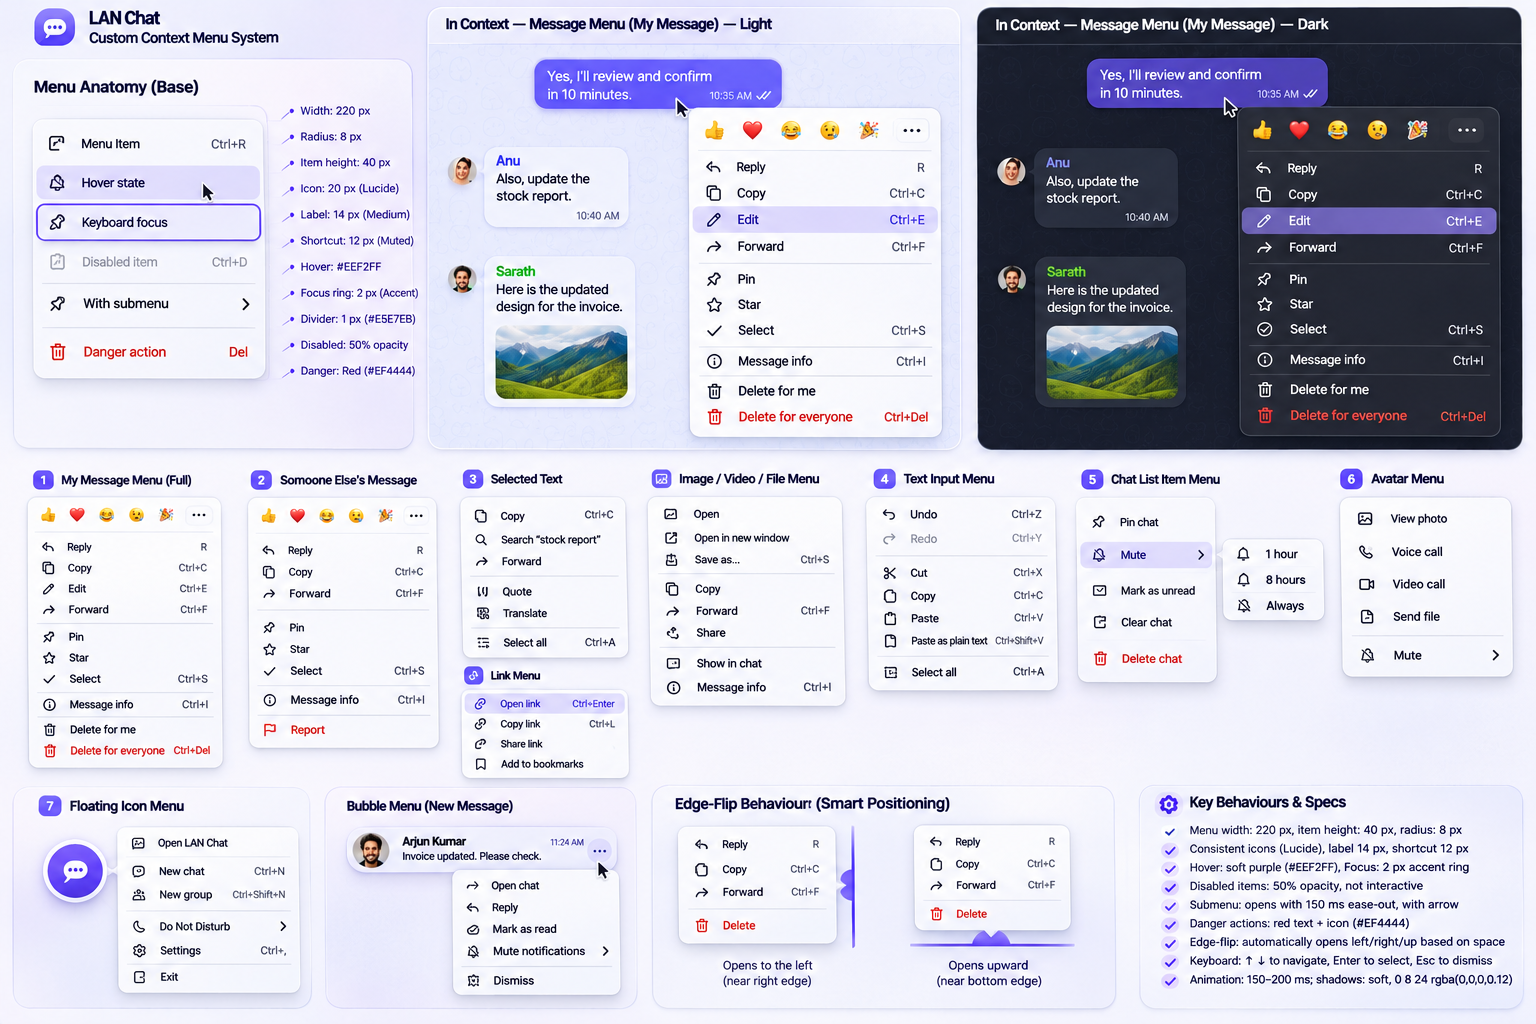 LAN Chat
Custom Context Menu System
Menu Anatomy (Base)
Menu Item Ctrl+R
Hover state
Keyboard focus
Disabled item Ctrl+D
With submenu
Danger action Del
Width: 220 px
Radius: 8 px
Item height: 40 px
Icon: 20 px (Lucide)
Label: 14 px (Medium)
Shortcut: 12 px (Muted)
Hover: #EEF2FF
Focus ring: 2 px (Accent)
Divider: 1 px (#E5E7EB)
Disabled: 50% opacity
Danger: Red (#EF4444)
In Context — Message Menu (My Message) — Light
Yes, I'll review and confirm
in 10 minutes. 10:35 AM
Anu
Also, update the
stock report.
10:40 AM
Sarath
Here is the updated
design for the invoice.
Reply R
Copy Ctrl+C
Edit Ctrl+E
Forward Ctrl+F
Pin
Star
Select Ctrl+S
Message info Ctrl+I
Delete for me
Delete for everyone Ctrl+Del
In Context — Message Menu (My Message) — Dark
Yes, I'll review and confirm
in 10 minutes. 10:35 AM
Anu
Also, update the
stock report.
10:40 AM
Sarath
Here is the updated
design for the invoice.
Reply R
Copy Ctrl+C
Edit Ctrl+E
Forward Ctrl+F
Pin
Star
Select Ctrl+S
Message info Ctrl+I
Delete for me
Delete for everyone Ctrl+Del
1 My Message Menu (Full)
Reply R
Copy Ctrl+C
Edit Ctrl+E
Forward Ctrl+F
Pin
Star
Select Ctrl+S
Message info Ctrl+I
Delete for me
Delete for everyone Ctrl+Del
2 Somoone Else's Message
Reply R
Copy Ctrl+C
Forward Ctrl+F
Pin
Star
Select Ctrl+S
Message info Ctrl+I
Report
3 Selected Text
Copy Ctrl+C
Search "stock report"
Forward
Quote
Translate
Select all Ctrl+A
Link Menu
Open link Ctrl+Enter
Copy link Ctrl+L
Share link
Add to bookmarks
Image / Video / File Menu
Open
Open in new window
Save as... Ctrl+S
Copy
Forward Ctrl+F
Share
Show in chat
Message info Ctrl+I
4 Text Input Menu
Undo Ctrl+Z
Redo Ctrl+Y
Cut Ctrl+X
Copy Ctrl+C
Paste Ctrl+V
Paste as plain text Ctrl+Shift+V
Select all Ctrl+A
5 Chat List Item Menu
Pin chat
Mute
Mark as unread
Clear chat
Delete chat
1 hour
8 hours
Always
6 Avatar Menu
View photo
Voice call
Video call
Send file
Mute
7 Floating Icon Menu
Open LAN Chat
New chat Ctrl+N
New group Ctrl+Shift+N
Do Not Disturb
Settings Ctrl+,
Exit
Bubble Menu (New Message)
Arjun Kumar 11:24 AM
Invoice updated. Please check.
Open chat
Reply
Mark as read
Mute notifications
Dismiss
Edge-Flip Behaviour: (Smart Positioning)
Reply R
Copy Ctrl+C
Forward Ctrl+F
Delete
Opens to the left
(near right edge)
Reply R
Copy Ctrl+C
Forward Ctrl+F
Delete
Opens upward
(near bottom edge)
Key Behaviours & Specs
Menu width: 220 px, item height: 40 px, radius: 8 px
Consistent icons (Lucide), label 14 px, shortcut 12 px
Hover: soft purple (#EEF2FF), Focus: 2 px accent ring
Disabled items: 50% opacity, not interactive
Submenu: opens with 150 ms ease-out, with arrow
Danger actions: red text + icon (#EF4444)
Edge-flip: automatically opens left/right/up based on space
Keyboard: ↑ ↓ to navigate, Enter to select, Esc to dismiss
Animation: 150–200 ms; shadows: soft, 0 8 24 rgba(0,0,0,0.12)